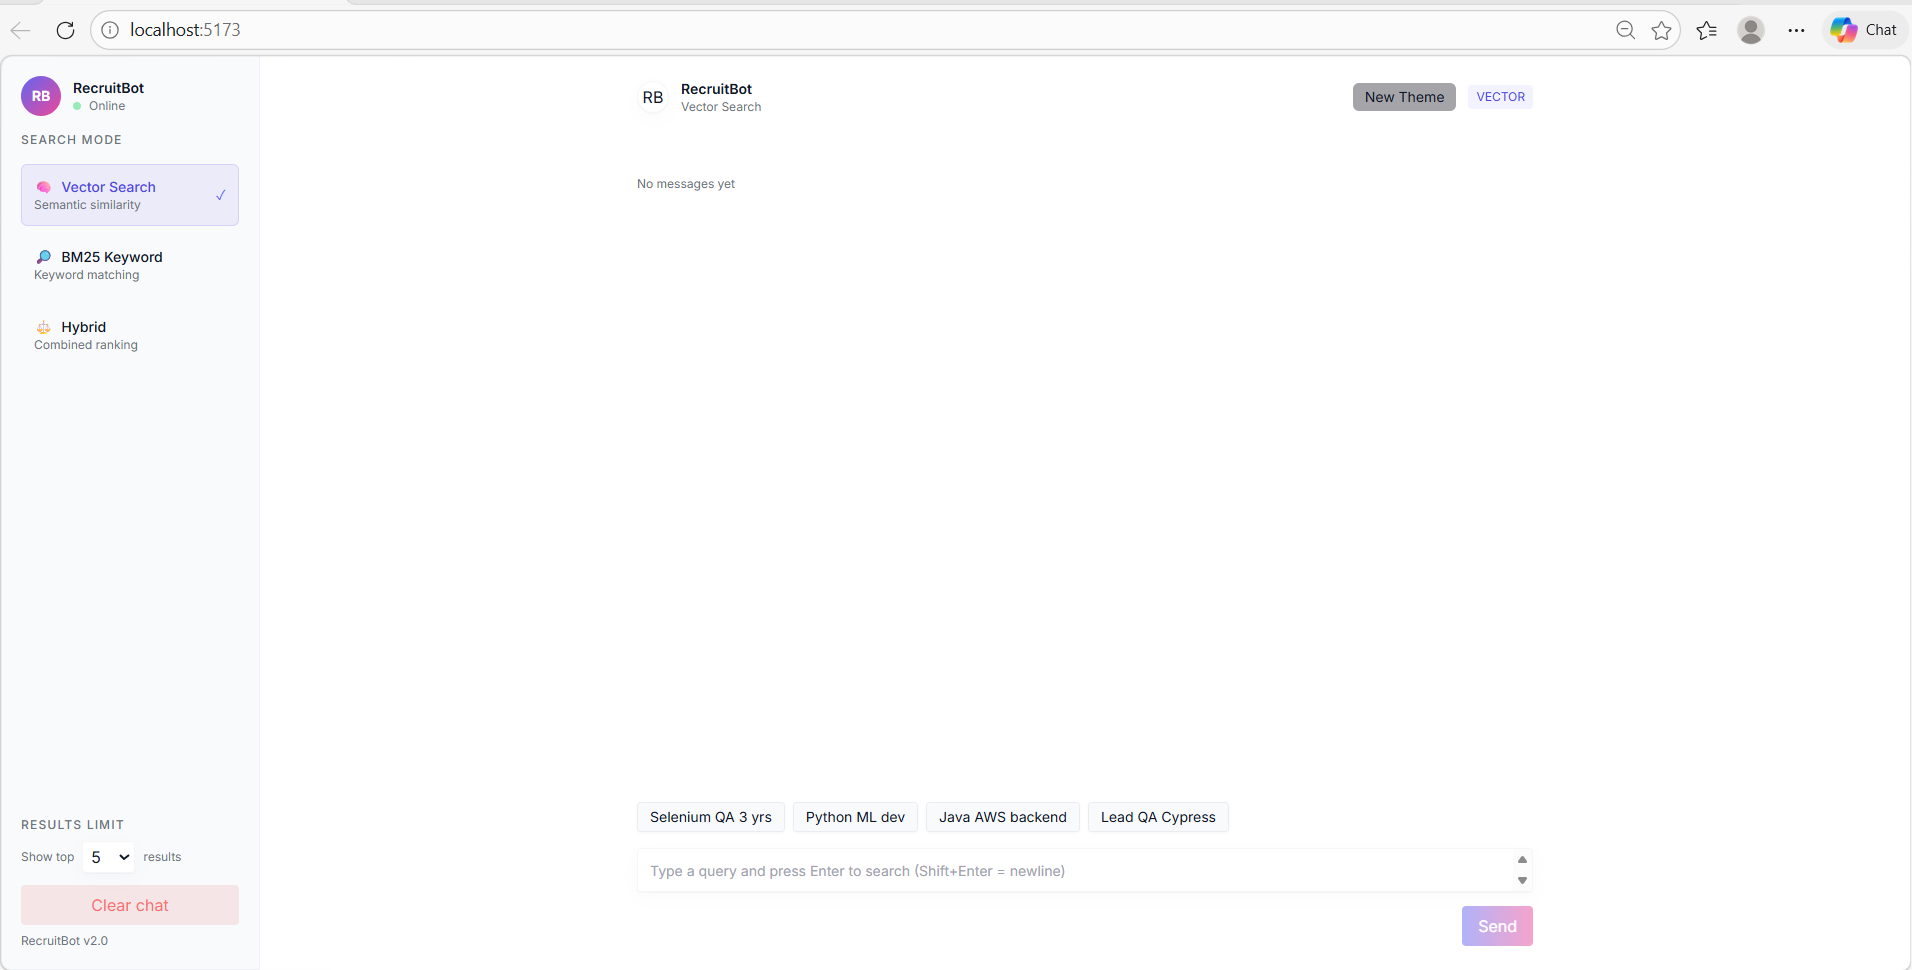 localhost:5173
Chat
RB
RecruitBot
Online
SEARCH MODE
Vector Search
Semantic similarity
BM25 Keyword
Keyword matching
Hybrid
Combined ranking
RESULTS LIMIT
Show top 5 results
Clear chat
RecruitBot v2.0
RB
RecruitBot
Vector Search
New Theme
VECTOR
No messages yet
Selenium QA 3 yrs
Python ML dev
Java AWS backend
Lead QA Cypress
Type a query and press Enter to search (Shift+Enter = newline)
Send